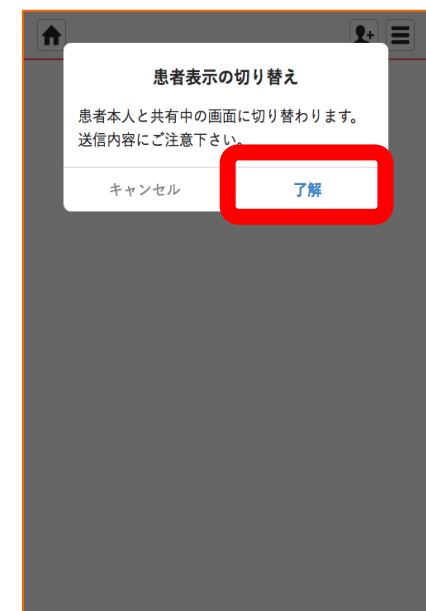 患者表示の切り替え
患者本人と共有中の画面に切り替わります。
送信内容にご注意下さい。
キャンセル 了解